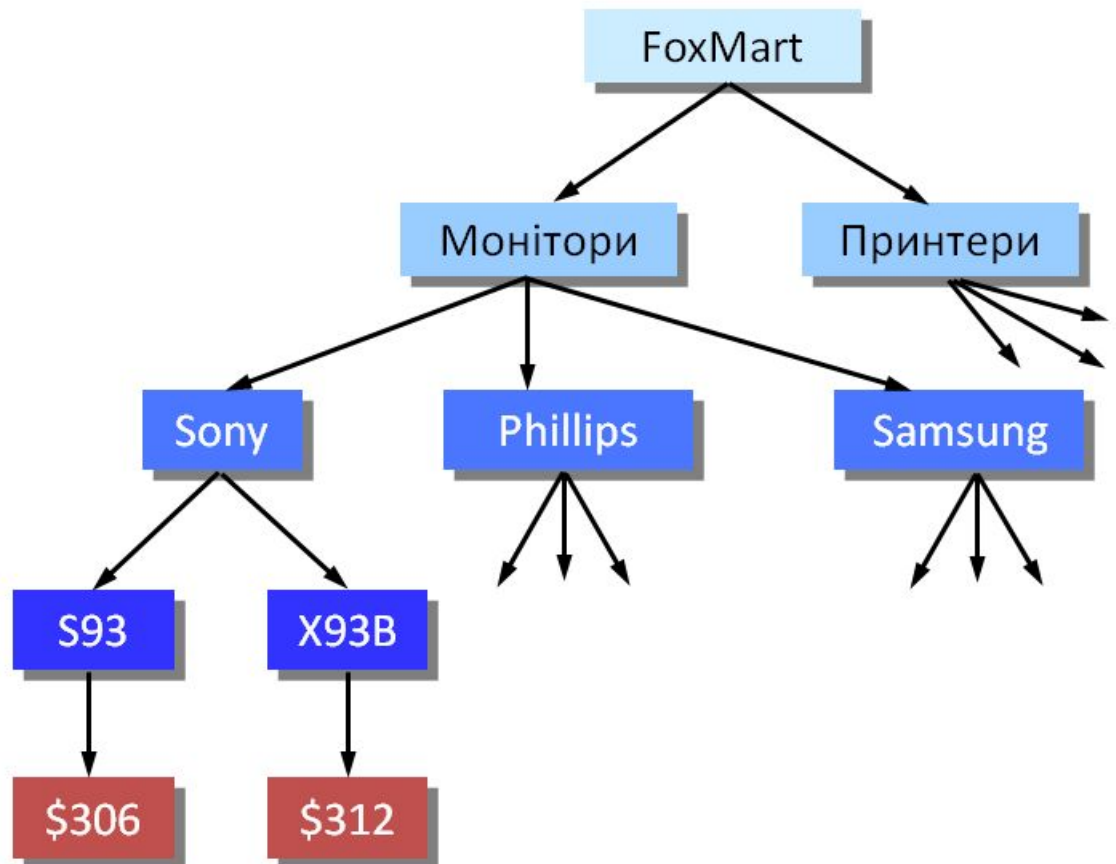 FoxMart
Монітори
Принтери
Sony
Phillips
Samsung
S93
X93B
$306
$312